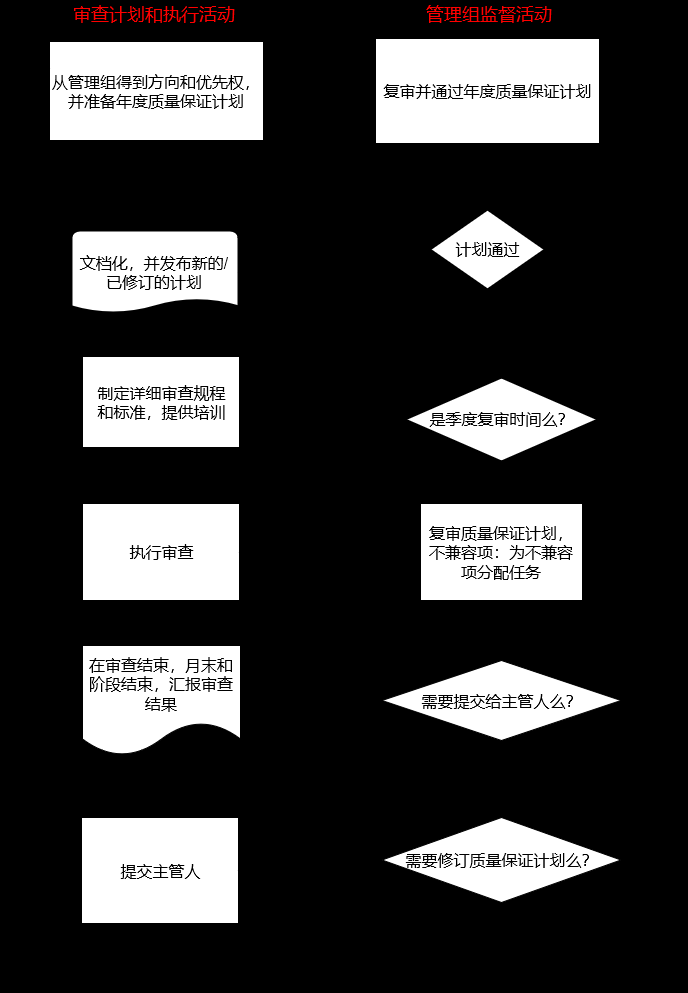 审查计划和执行活动
管理组监督活动
从管理组得到方向和优先权，
并准备年度质量保证计划
复审并通过年度质量保证计划
文档化，并发布新的/
已修订的计划
计划通过
制定详细审查规程
和标准，提供培训
是季度复审时间么？
执行审查
复审质量保证计划，
不兼容项：为不兼容
项分配任务
在审查结束，月末和
阶段结束，汇报审查
结果
需要提交给主管人么？
提交主管人
需要修订质量保证计划么？